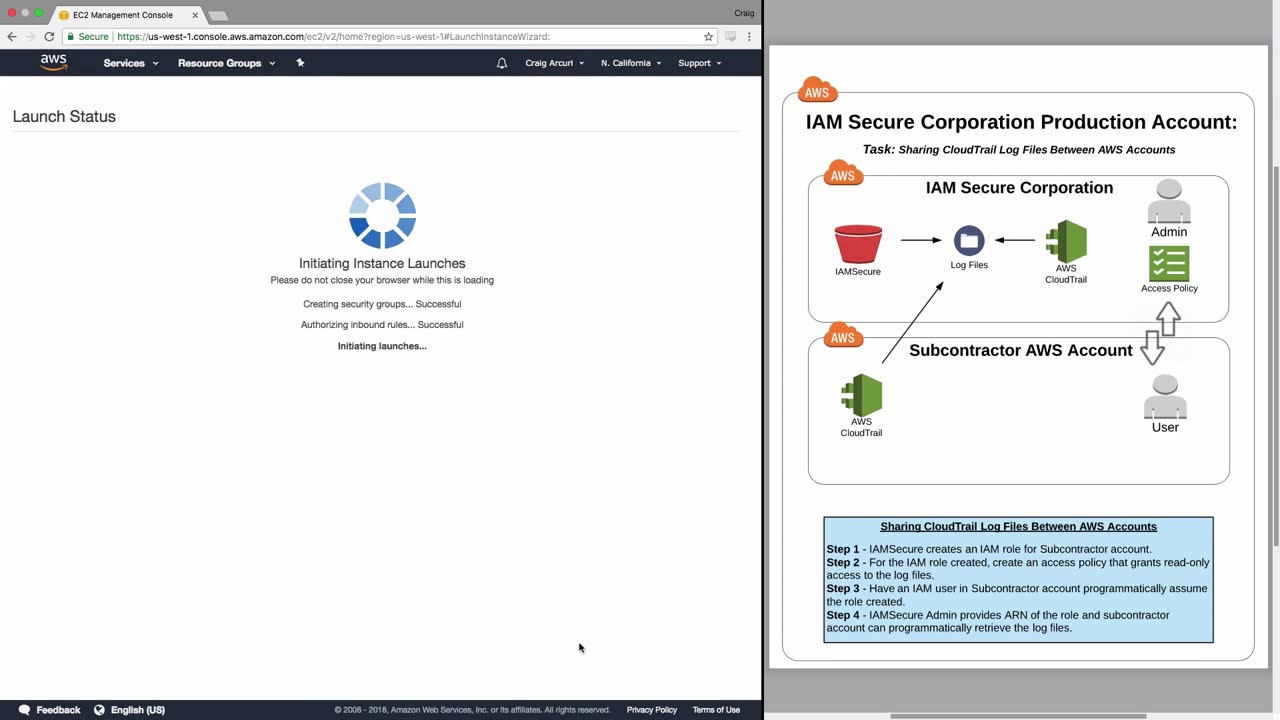 EC2 Management Console
Craig
Secure
https://us-west-1.console.aws.amazon.com/ec2/v2/home?region=us-west-1#LaunchInstanceWizard:
aws
Services
Resource Groups
Craig Arcuri
N. California
Support
Launch Status
Initiating Instance Launches
Please do not close your browser while this is loading
Creating security groups... Successful
Authorizing inbound rules... Successful
Initiating launches...
Feedback
English (US)
© 2008 - 2018, Amazon Web Services, Inc. or its affiliates. All rights reserved.
Privacy Policy
Terms of Use
AWS
IAM Secure Corporation Production Account:
Task: Sharing CloudTrail Log Files Between AWS Accounts
AWS
IAM Secure Corporation
Admin
IAMSecure
Log Files
AWS
CloudTrail
Access Policy
AWS
Subcontractor AWS Account
AWS
CloudTrail
User
Sharing CloudTrail Log Files Between AWS Accounts
Step 1 - IAMSecure creates an IAM role for Subcontractor account.
Step 2 - For the IAM role created, create an access policy that grants read-only
access to the log files.
Step 3 - Have an IAM user in Subcontractor account programmatically assume
the role created.
Step 4 - IAMSecure Admin provides ARN of the role and subcontractor
account can programmatically retrieve the log files.